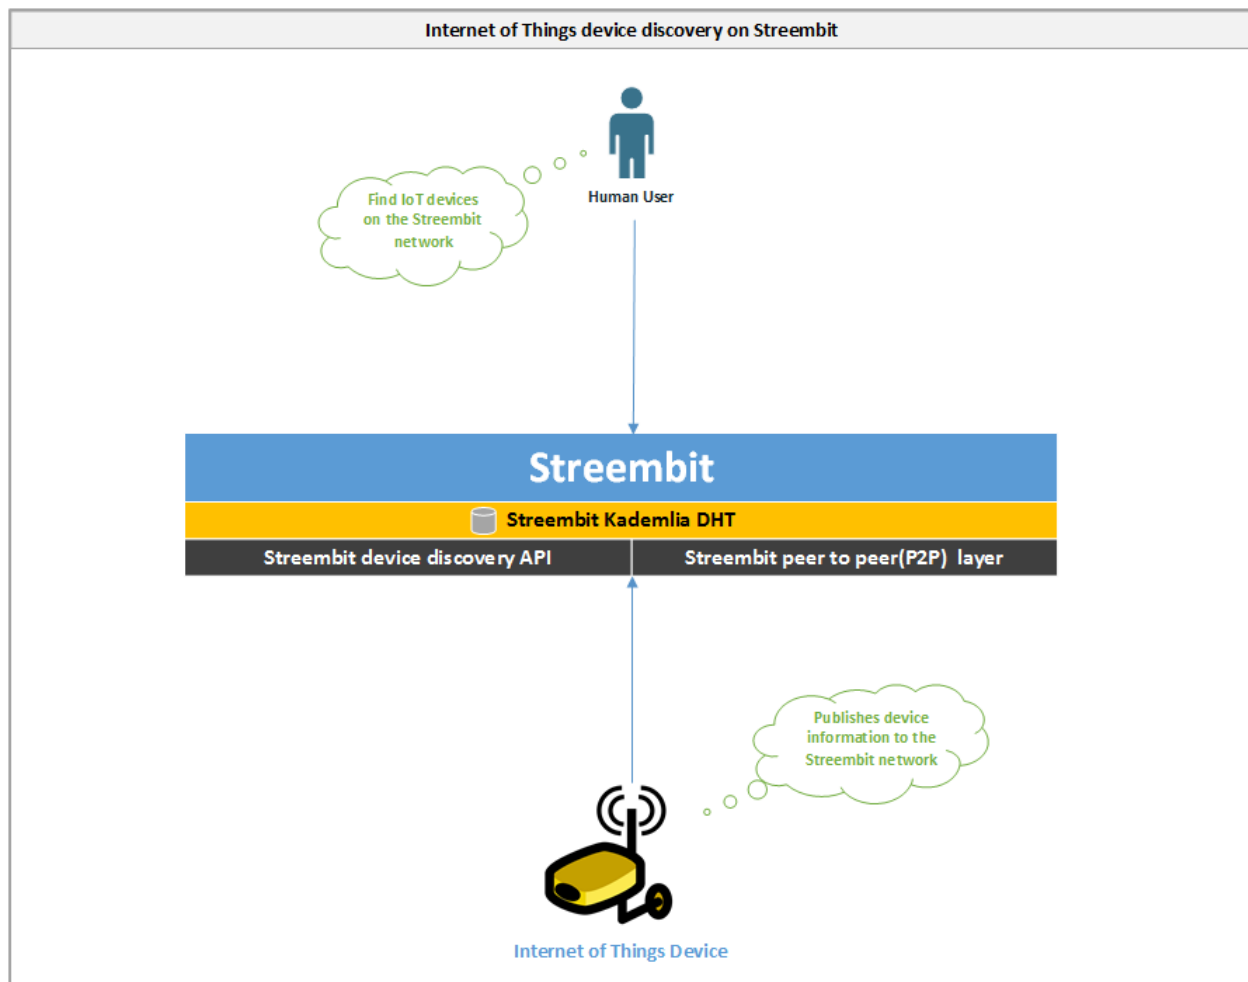 Internet of Things device discovery on Streembit
Human User
Find IoT devices
on the Streembit
network
Streembit
Streembit Kademlia DHT
Streembit device discovery API
Streembit peer to peer(P2P) layer
Publishes device
information to the
Streembit network
Internet of Things Device